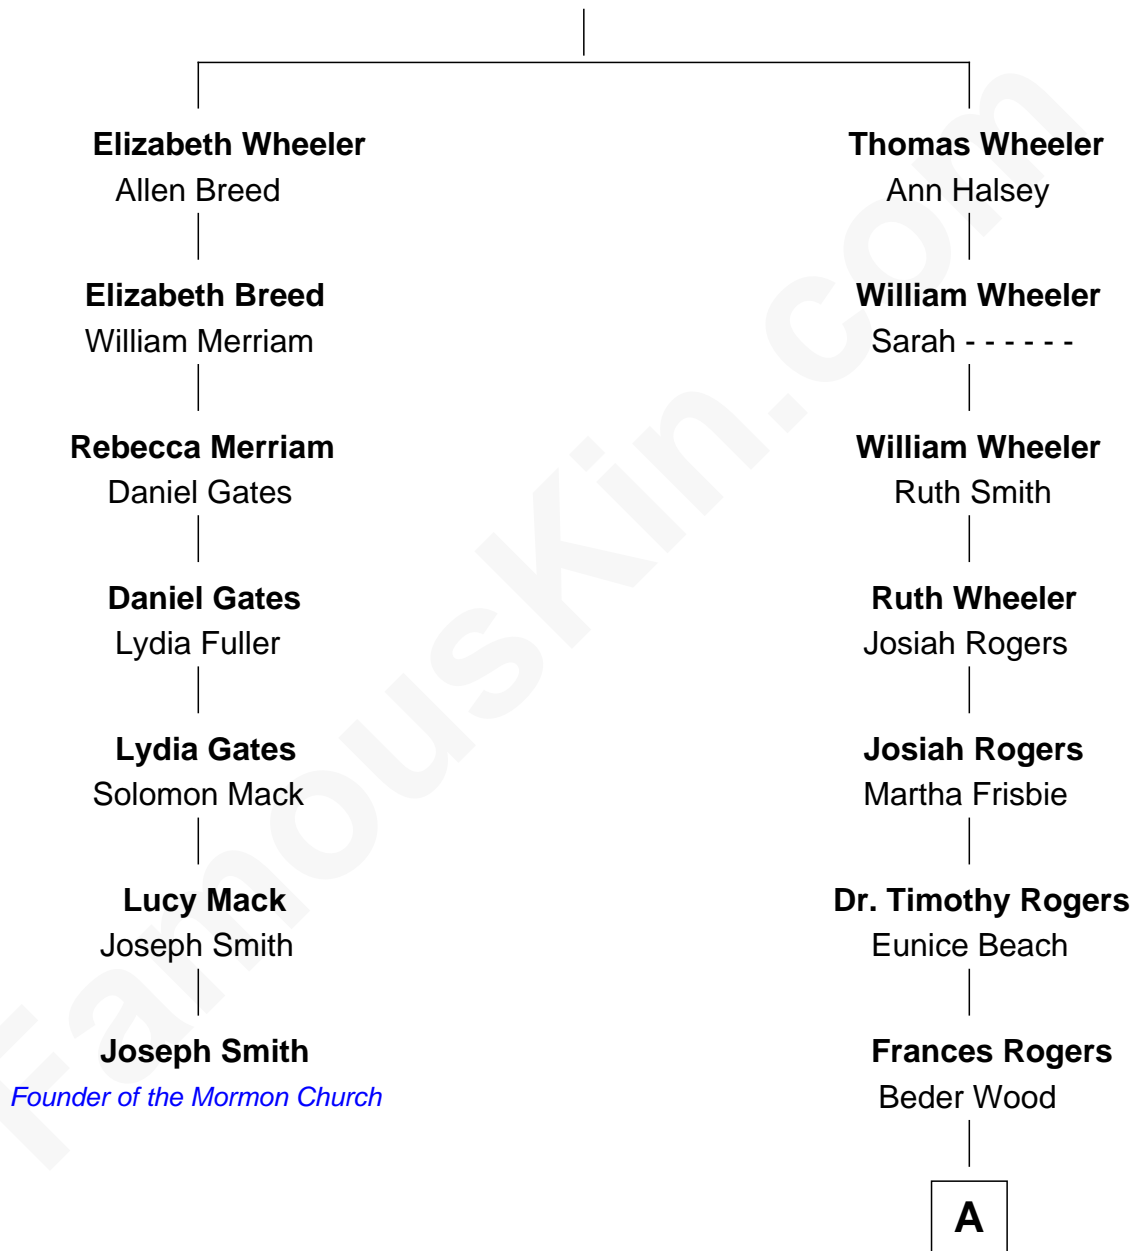 Elizabeth Wheeler
Allen Breed
Elizabeth Breed
William Merriam
Rebecca Merriam
Daniel Gates
Daniel Gates
Lydia Fuller
Lydia Gates
Solomon Mack
Lucy Mack
Joseph Smith
Joseph Smith
Founder of the Mormon Church
Thomas Wheeler
Ann Halsey
William Wheeler
Sarah - - - - - -
William Wheeler
Ruth Smith
Ruth Wheeler
Josiah Rogers
Josiah Rogers
Martha Frisbie
Dr. Timothy Rogers
Eunice Beach
Frances Rogers
Beder Wood
A
FamousKin.com